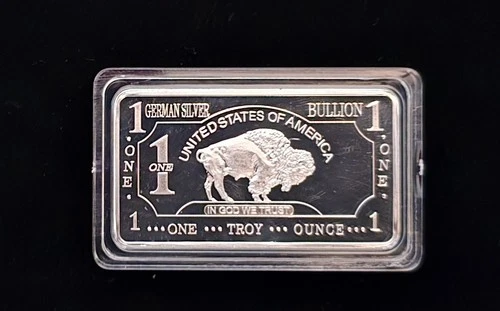 1 GERMAN SILVER BULLION 1
UNITED STATES OF AMERICA
1 ONE
ONE
ONE
IN GOD WE TRUST
1 ...ONE ... TROY ... OUNCE... 1